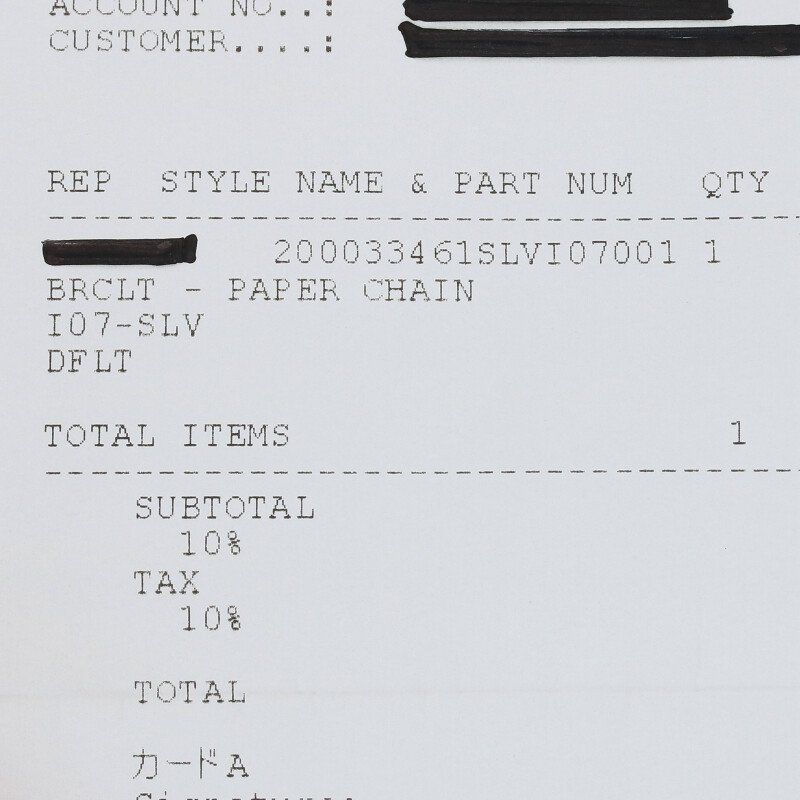 ACCOUNT NO..:
CUSTOMER....:
REP STYLE NAME & PART NUM QTY
200033461SLVI07001 1
BRCLT - PAPER CHAIN
I07-SLV
DFLT
TOTAL ITEMS 1
SUBTOTAL
10%
TAX
10%
TOTAL
カードA